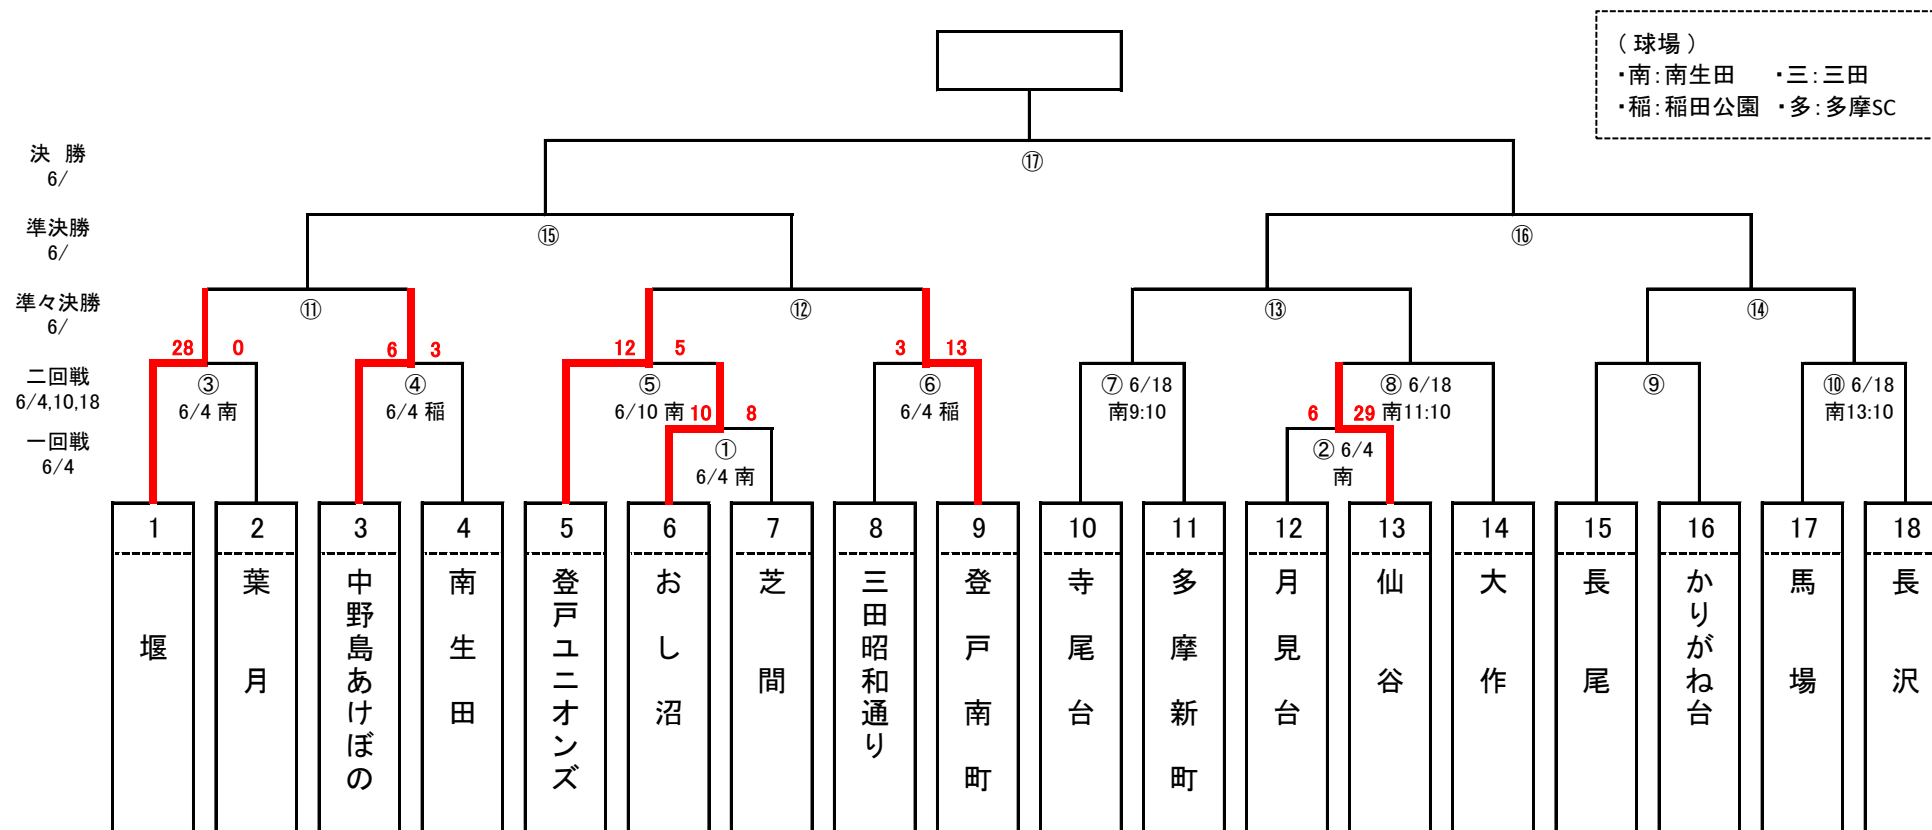 （ 球場 ）
・南：南生田　・三：三田
・稲：稲田公園　・多：多摩SC
決 勝
6/
⑰
準決勝
6/
⑮
⑯
準々決勝
6/
⑪
⑫
⑬
⑭
28 0
6 3
12 5
3 13
二回戦
6/4,10,18
③
6/4 南
④
6/4 稲
⑤
6/10 南
⑥
6/4 稲
⑦ 6/18
南9:10
⑧ 6/18
南11:10
⑨
⑩ 6/18
南13:10
10 8
6 29
一回戦
6/4
①
6/4 南
② 6/4
南
1 2 3 4 5 6 7 8 9 10 11 12 13 14 15 16 17 18
堰
葉月
中野島あけぼの
南生田
登戸ユニオンズ
おし沼
芝間
三田昭和通り
登戸南町
寺尾台
多摩新町
月見台
仙谷
大作
長尾
かりがね台
馬場
長沢